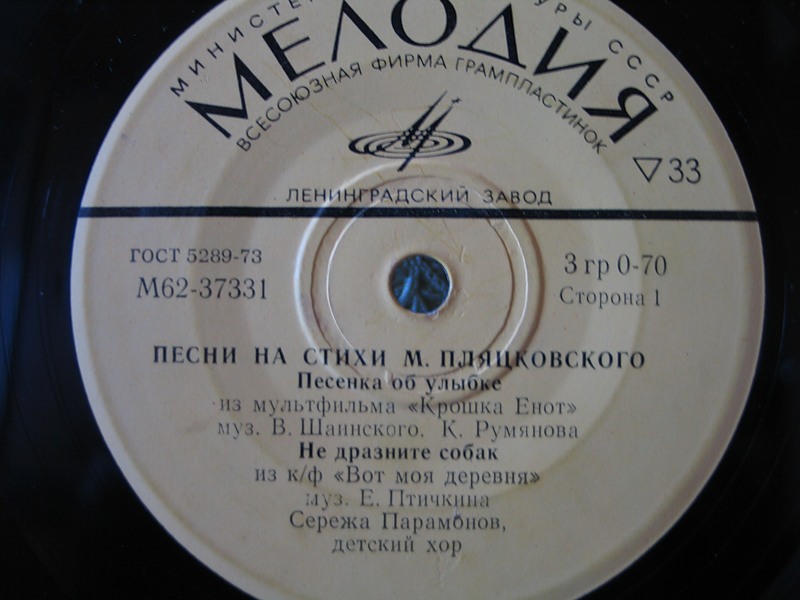 СССР
МЕЛОДИЯ
ВСЕСОЮЗНАЯ ФИРМА ГРАМПЛАСТИНОК
33
ЛЕНИНГРАДСКИЙ ЗАВОД
ГОСТ 5289-73
3 гр 0-70
М62-37331
Сторона 1
ПЕСНИ НА СТИХИ М. ПЛЯЦКОВСКОГО
Песенка об улыбке
из мультфильма «Крошка Енот»
муз. В. Шаинского. К. Румянова
Не дразните собак
из к/ф «Вот моя деревня»
муз. Е. Птичкина
Сережа Парамонов,
детский хор